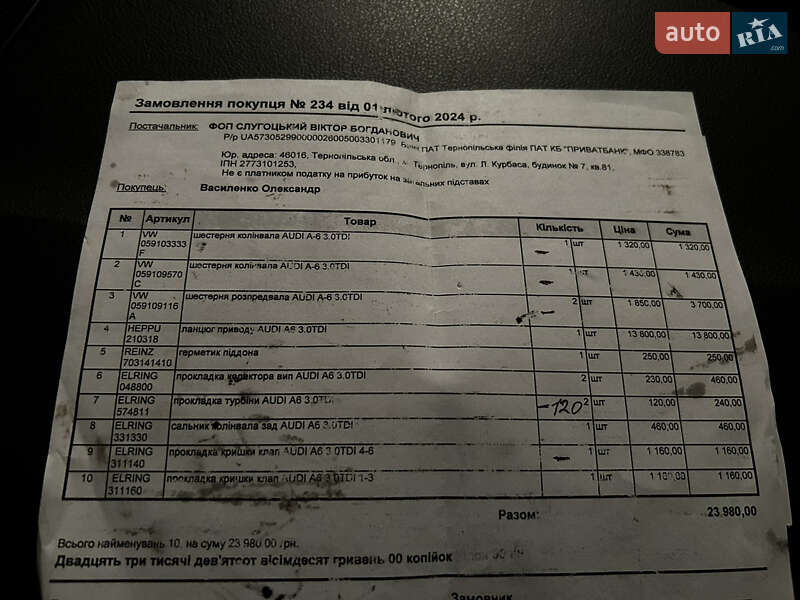 auto RIA .com
Замовлення покупця № 234 від 01 лютого 2024 р.
Постачальник: ФОП СЛУГОЦЬКИЙ ВІКТОР БОГДАНОВИЧ
Р/р UA573052990000026005003301179 Банк ПАТ Тернопільська філія ПАТ КБ "ПРИВАТБАНК", МФО 338783
Юр. адреса: 46016, Тернопільська обл., м. Тернопіль, вул. Л. Курбаса, будинок № 7, кв.81,
ІПН 2773101253,
Не є платником податку на прибуток на загальних підставах
Покупець: Василенко Олександр
№ Артикул Товар Кількість Ціна Сума
1 VW 059103333 F шестерня колінвала AUDI A-6 3.0TDI 1 шт 1 320,00 1 320,00
2 VW 059109570 C шестерня колінвала AUDI A-6 3.0TDI 1 шт 1 430,00 1 430,00
3 VW 059109116 A шестерня розпредвала AUDI A-6 3.0TDI 2 шт 1 850,00 3 700,00
4 HEPPU 210318 ланцюг приводу AUDI A6 3.0TDI 1 шт 13 800,00 13 800,00
5 REINZ 703141410 герметик піддона 1 шт 250,00 250,00
6 ELRING 048800 прокладка колектора вип AUDI A6 3.0TDI 2 шт 230,00 460,00
7 ELRING 574811 прокладка турбіни AUDI A6 3.0TDI -120 2 шт 120,00 240,00
8 ELRING 331330 сальник колінвала зад AUDI A6 3.0TDI 1 шт 460,00 460,00
9 ELRING 311140 прокладка кришки клап AUDI A6 3.0TDI 4-6 1 шт 1 160,00 1 160,00
10 ELRING 311160 прокладка кришки клап AUDI A6 3.0TDI 1-3 1 шт 1 160,00 1 160,00
Разом: 23 980,00
Всього найменувань 10, на суму 23 980,00 грн.
Двадцять три тисячі дев'ятсот вісімдесят гривень 00 копійок
Замовник